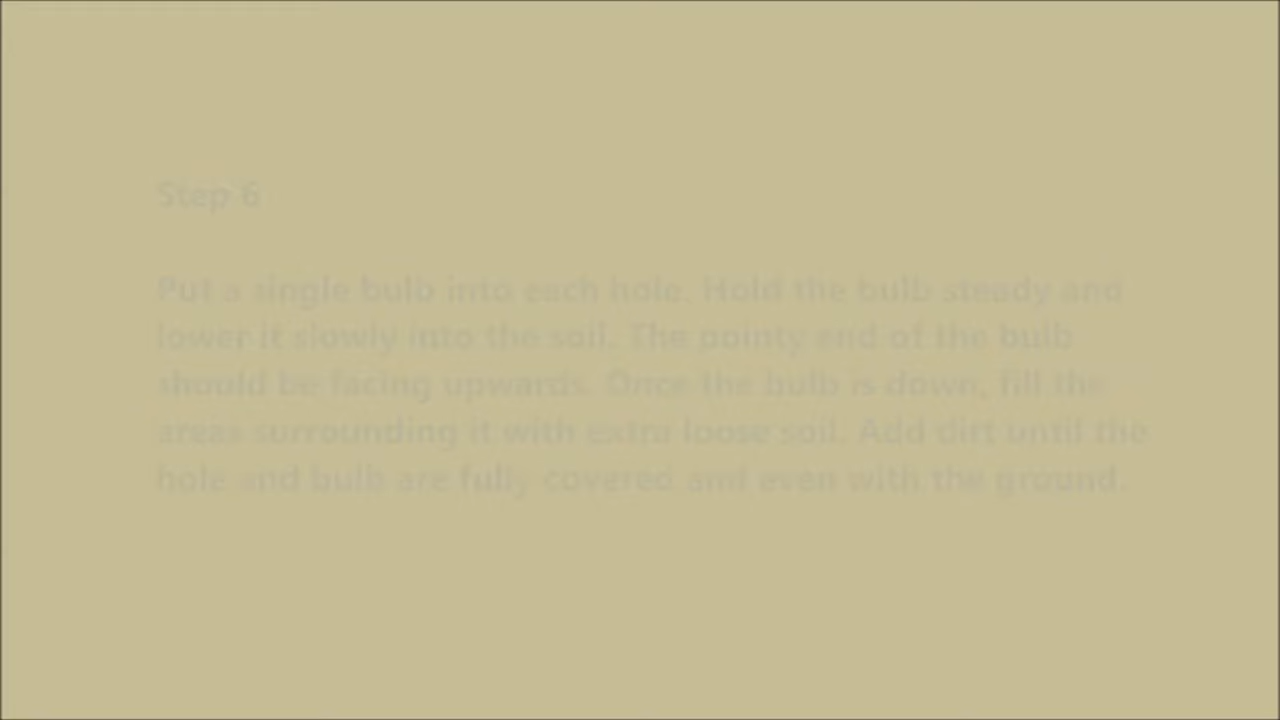 Step 6
Put a single bulb into each hole. Hold the bulb steady and
lower it slowly into the soil. The pointy end of the bulb
should be facing upwards. Once the bulb is down, fill the
areas surrounding it with extra loose soil. Add dirt until the
hole and bulb are fully covered and even with the ground.